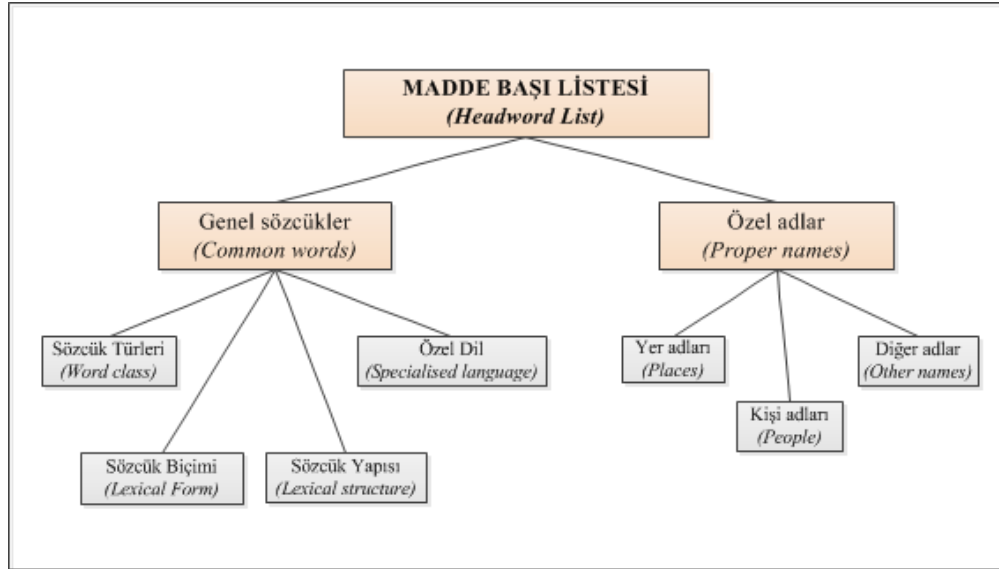 MADDE BAŞI LİSTESİ
(Headword List)
Genel sözcükler
(Common words)
Özel adlar
(Proper names)
Sözcük Türleri
(Word class)
Özel Dil
(Specialised language)
Yer adları
(Places)
Diğer adlar
(Other names)
Kişi adları
(People)
Sözcük Biçimi
(Lexical Form)
Sözcük Yapısı
(Lexical structure)